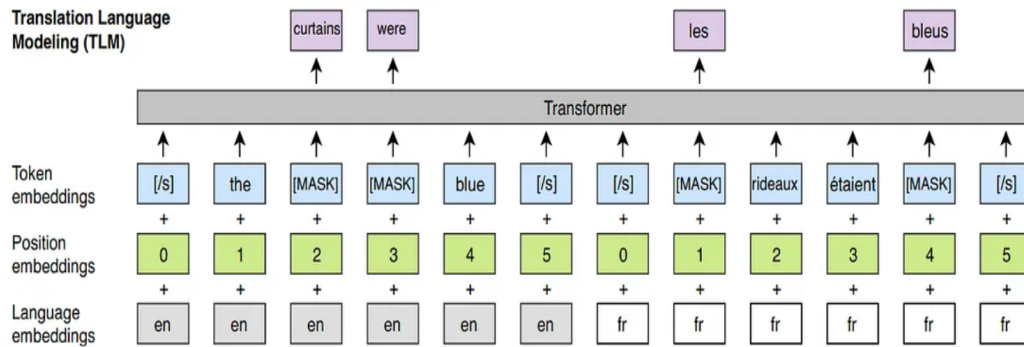 Translation Language
Modeling (TLM)
curtains were les bleus
Transformer
Token
embeddings
[/s] the [MASK] [MASK] blue [/s] [/s] [MASK] rideaux étaient [MASK] [/s]
+ + + + + + + + + + + +
Position
embeddings
0 1 2 3 4 5 0 1 2 3 4 5
+ + + + + + + + + + + +
Language
embeddings
en en en en en en fr fr fr fr fr fr